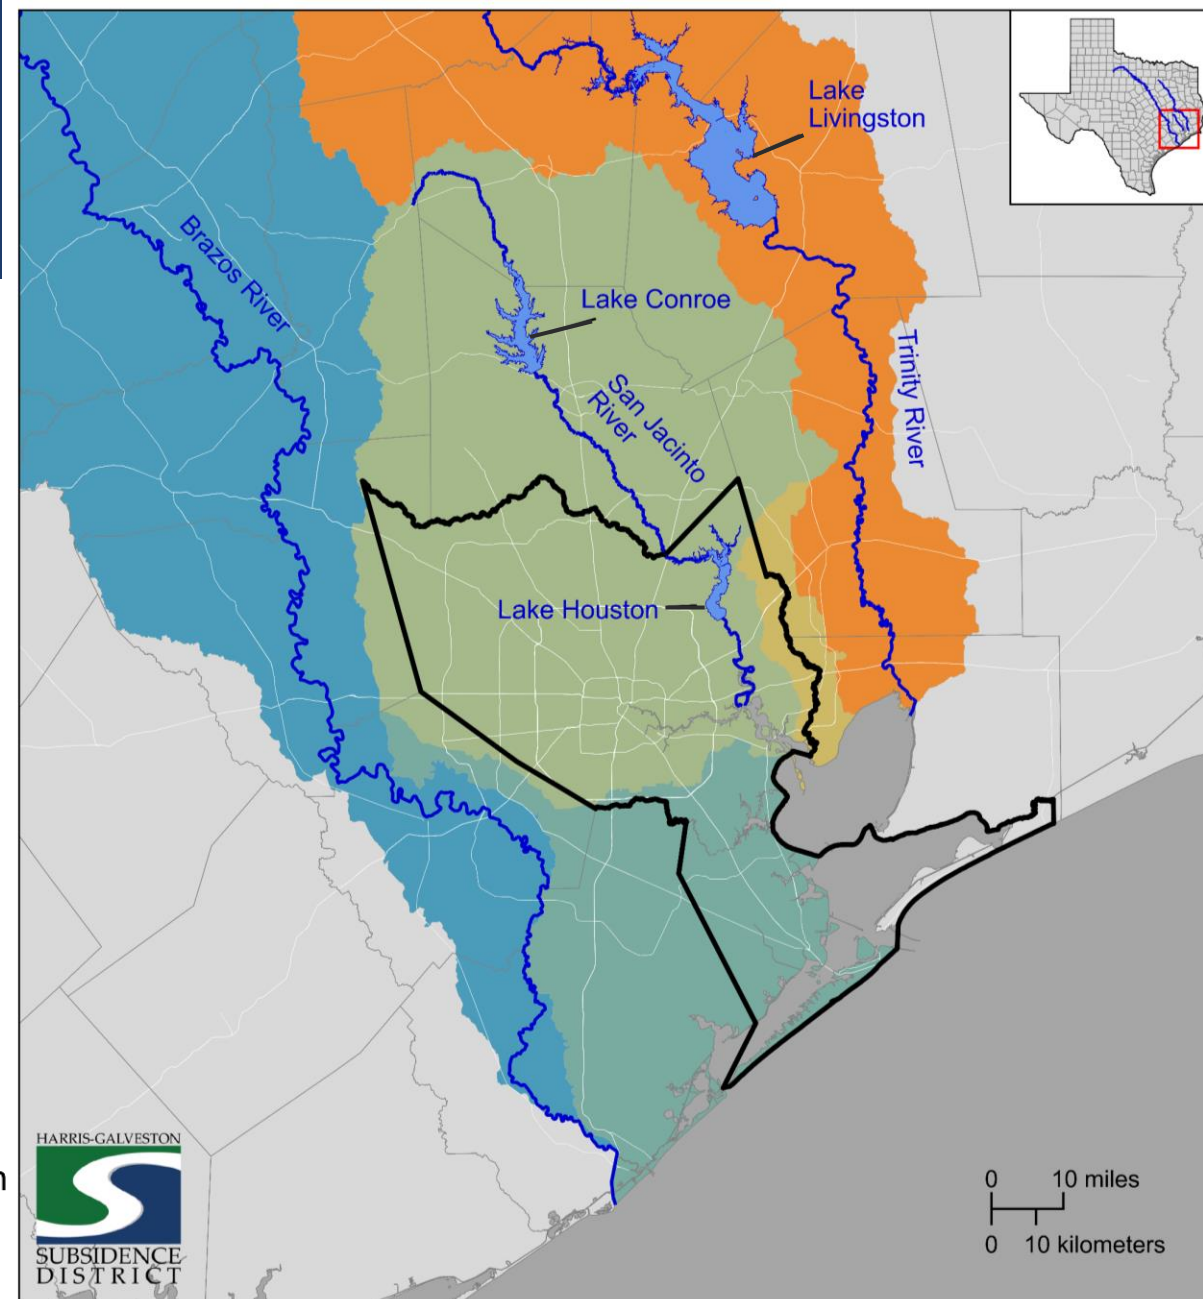 Lake
Livingston
Brazos River
Lake Conroe
San Jacinto
River
Trinity River
Lake Houston
HARRIS-GALVESTON
SUBSIDENCE
DISTRICT
0 10 miles
0 10 kilometers